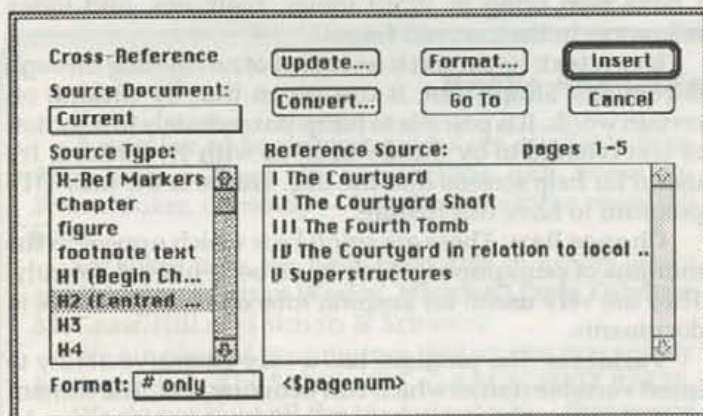 Cross-Reference
Update...
Format...
Insert
Source Document:
Convert...
Go To
Cancel
Current
Source Type:
Reference Source:
pages 1-5
X-Ref Markers
Chapter
figure
footnote text
H1 (Begin Ch...
H2 (Centred ...
H3
H4
I The Courtyard
II The Courtyard Shaft
III The Fourth Tomb
IV The Courtyard in relation to local ..
V Superstructures
Format:
# only
<$pagenum>